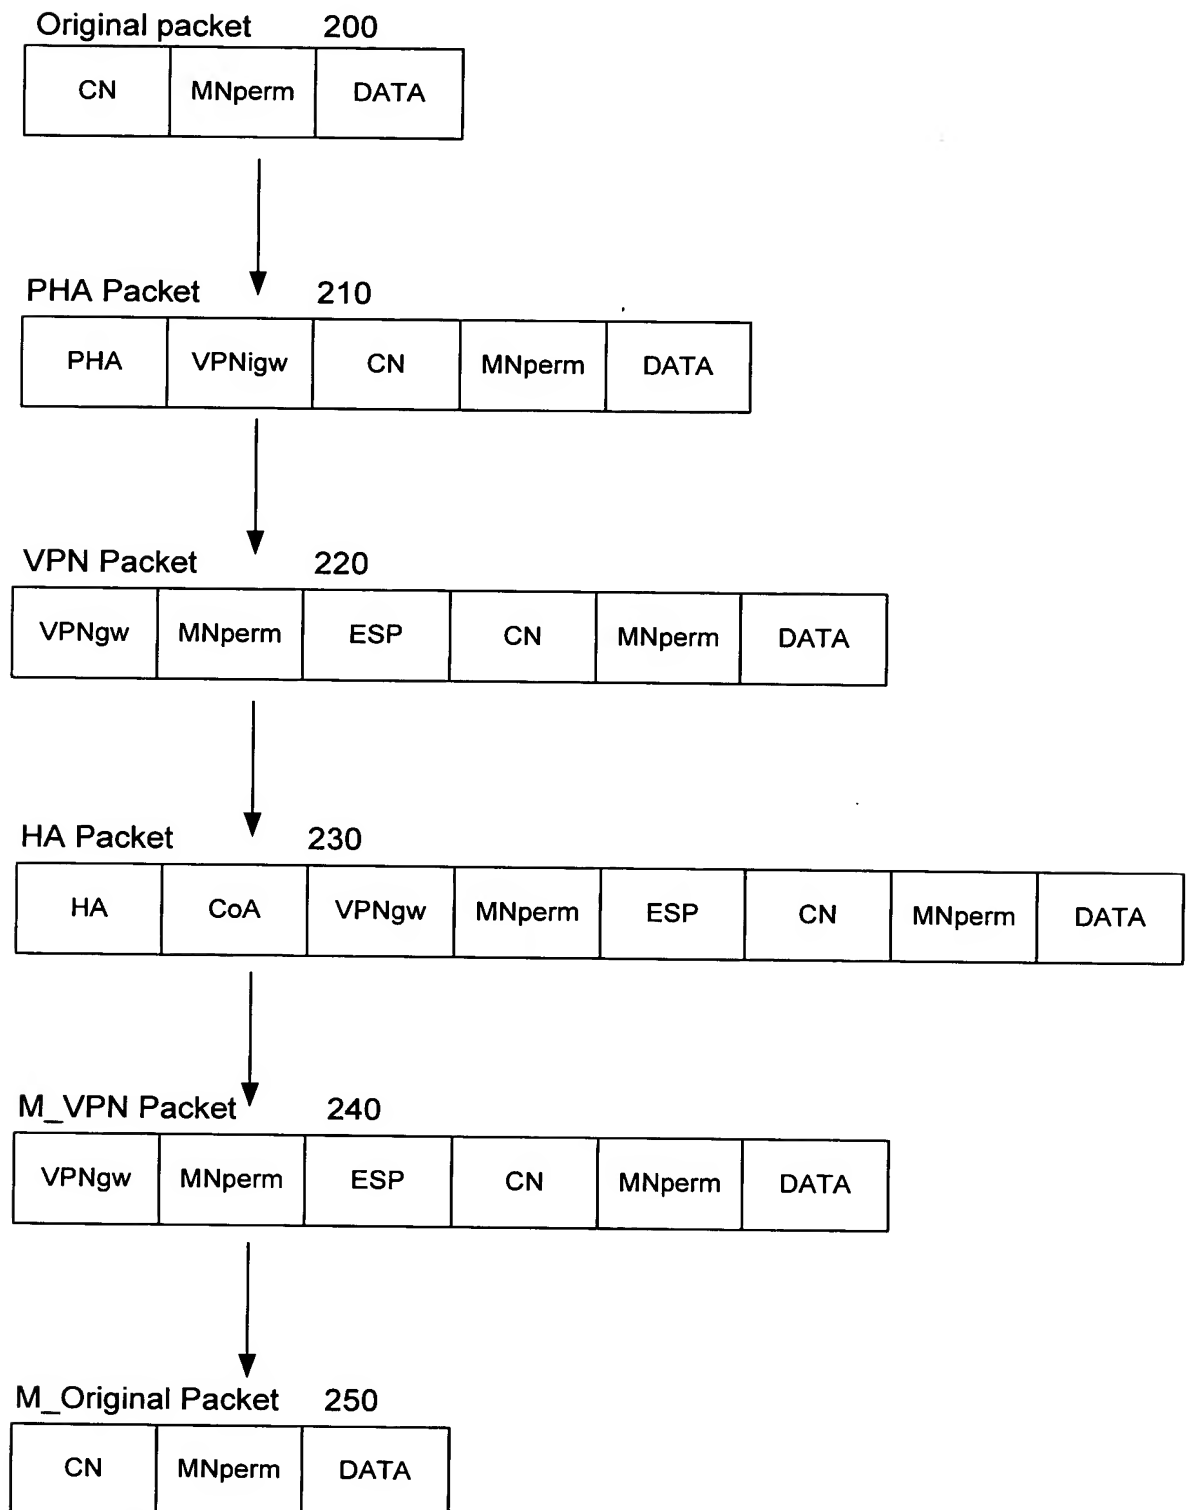 Original packet 200
CN MNperm DATA
PHA Packet 210
PHA VPNigw CN MNperm DATA
VPN Packet 220
VPNgw MNperm ESP CN MNperm DATA
HA Packet 230
HA CoA VPNgw MNperm ESP CN MNperm DATA
M_VPN Packet 240
VPNgw MNperm ESP CN MNperm DATA
M_Original Packet 250
CN MNperm DATA